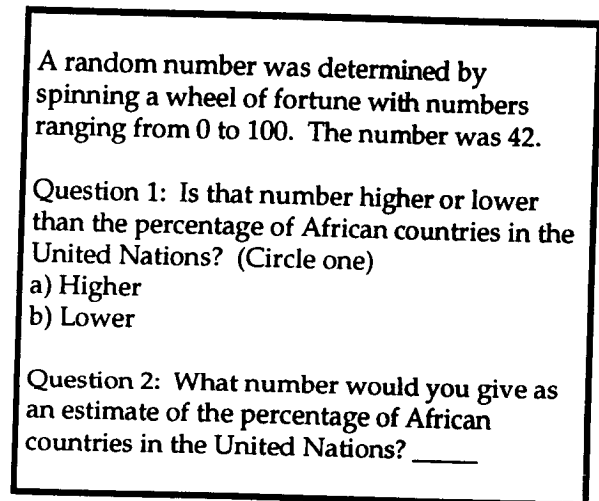 A random number was determined by
spinning a wheel of fortune with numbers
ranging from 0 to 100. The number was 42.
Question 1: Is that number higher or lower
than the percentage of African countries in the
United Nations? (Circle one)
a) Higher
b) Lower
Question 2: What number would you give as
an estimate of the percentage of African
countries in the United Nations? _____